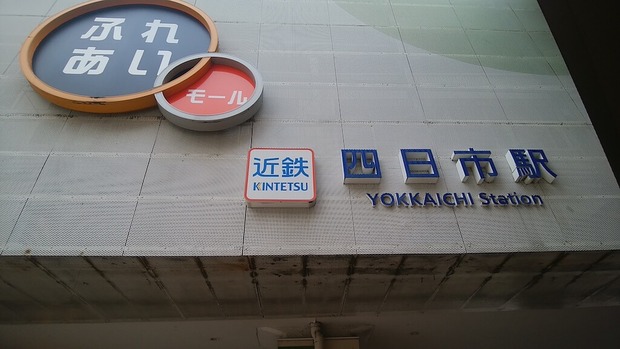 ふれ
あい
モール
近鉄
KINTETSU
四日市駅
YOKKAICHI Station